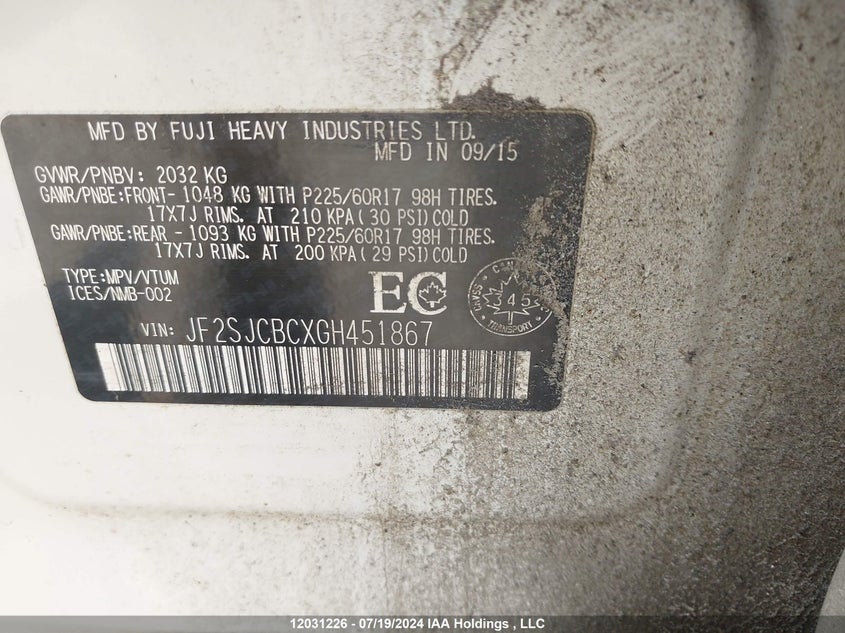 MFD BY FUJI HEAVY INDUSTRIES LTD.
MFD IN 09/15
GVWR/PNBV: 2032 KG
GAWR/PNBE:FRONT- 1048 KG WITH P225/60R17 98H TIRES.
17X7J RIMS. AT 210 KPA(30 PSI)COLD
GAWR/PNBE:REAR - 1093 KG WITH P225/60R17 98H TIRES.
17X7J RIMS. AT 200 KPA(29 PSI)COLD
TYPE:MPV/VTUM
ICES/NMB-002
EC
CANADA
345
TRANSPORT
VIN: JF2SJCBCXGH451867
12031226 - 07/19/2024 IAA Holdings , LLC